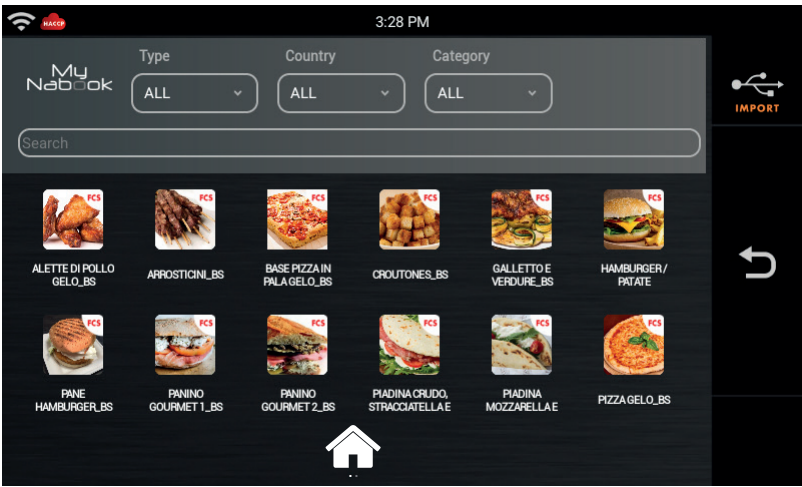 HACCP
3:28 PM
My
Nabook
Type
Country
Category
ALL
ALL
ALL
IMPORT
Search
FCS
FCS
FCS
FCS
FCS
FCS
ALETTE DI POLLO
GELO_BS
ARROSTICINI_BS
BASE PIZZA IN
PALA GELO_BS
CROUTONES_BS
GALLETTO E
VERDURE_BS
HAMBURGER /
PATATE
FCS
FCS
FCS
FCS
FCS
FCS
PANE
HAMBURGER_BS
PANINO
GOURMET 1_BS
PANINO
GOURMET 2_BS
PIADINA CRUDO,
STRACCIATELLA E
PIADINA
MOZZARELLA E
PIZZA GELO_BS